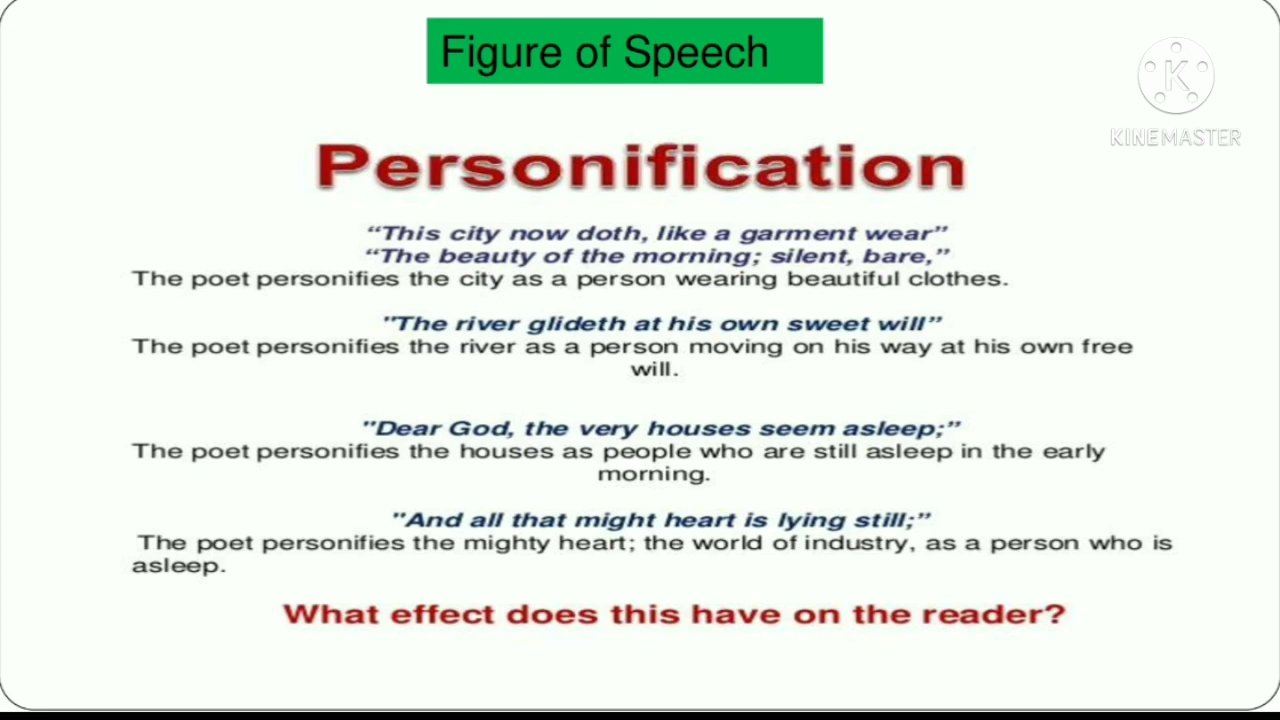 Figure of Speech
K
KINEMASTER
Personification
“This city now doth, like a garment wear”
“The beauty of the morning; silent, bare,”
The poet personifies the city as a person wearing beautiful clothes.
"The river glideth at his own sweet will”
The poet personifies the river as a person moving on his way at his own free
will.
"Dear God, the very houses seem asleep;”
The poet personifies the houses as people who are still asleep in the early
morning.
"And all that might heart is lying still;”
The poet personifies the mighty heart; the world of industry, as a person who is
asleep.
What effect does this have on the reader?